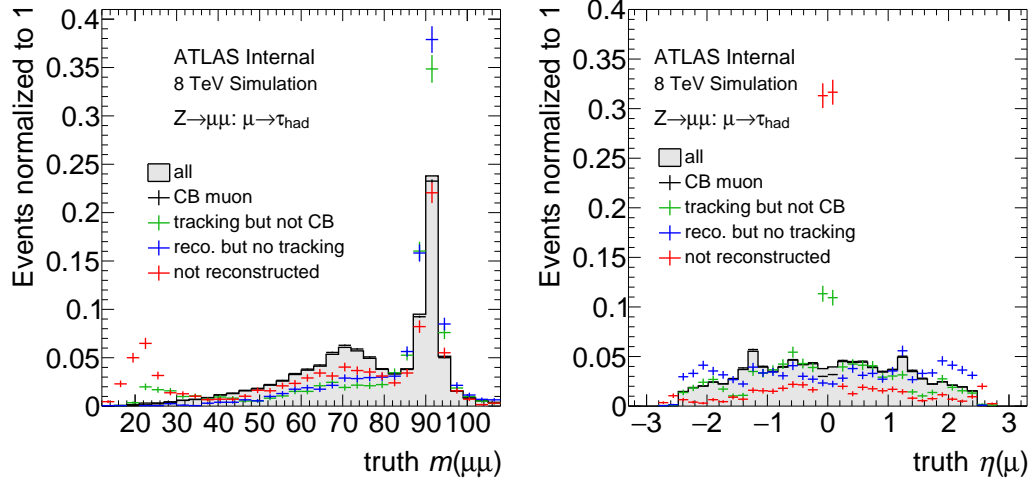 Events normalized to 1
0.4
0.35
0.3
0.25
0.2
0.15
0.1
0.05
0
ATLAS Internal
8 TeV Simulation
Z→μμ: μ→τhad
all
CB muon
tracking but not CB
reco. but no tracking
not reconstructed
20 30 40 50 60 70 80 90 100
truth m(μμ)
Events normalized to 1
0.4
0.35
0.3
0.25
0.2
0.15
0.1
0.05
0
ATLAS Internal
8 TeV Simulation
Z→μμ: μ→τhad
all
CB muon
tracking but not CB
reco. but no tracking
not reconstructed
−3 −2 −1 0 1 2 3
truth η(μ)